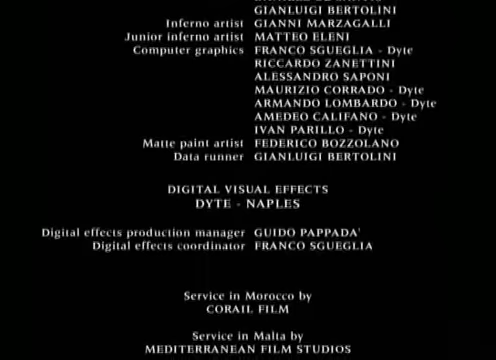 GIANLUIGI BERTOLINI
Inferno artist GIANNI MARZAGALLI
Junior inferno artist MATTEO ELENI
Computer graphics FRANCO SGUEGLIA - Dyte
RICCARDO ZANETTINI
ALESSANDRO SAPONI
MAURIZIO CORRADO - Dyte
ARMANDO LOMBARDO - Dyte
AMEDEO CALIFANO - Dyte
IVAN PARILLO - Dyte
Matte paint artist FEDERICO BOZZOLANO
Data runner GIANLUIGI BERTOLINI
DIGITAL VISUAL EFFECTS
DYTE - NAPLES
Digital effects production manager GUIDO PAPPADA'
Digital effects coordinator FRANCO SGUEGLIA
Service in Morocco by
CORAIL FILM
Service in Malta by
MEDITERRANEAN FILM STUDIOS